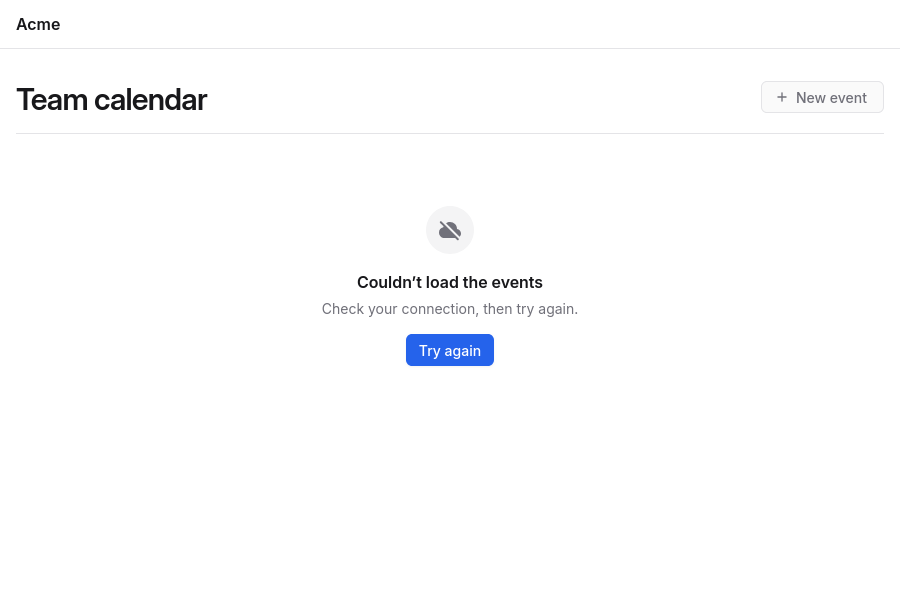 Acme
Team calendar
+ New event
Couldn’t load the events
Check your connection, then try again.
Try again